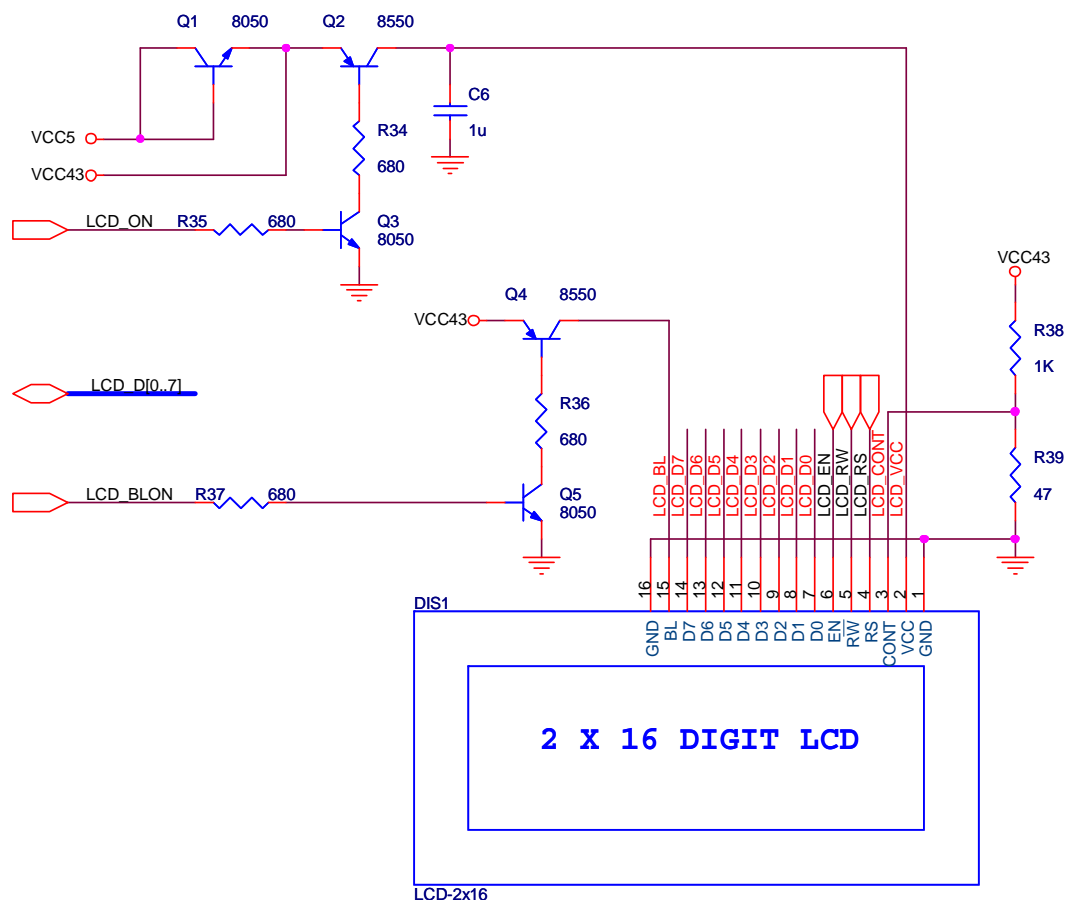 Q1 8050 Q2 8550
C6
1u
VCC5
R34
680
VCC43
LCD_ON R35 680 Q3
8050
VCC43
Q4 8550
VCC43
R38
1K
LCD_D[0..7]
R36
680
R39
47
LCD_BLON R37 680 Q5
8050
LCD_BL
LCD_D7
LCD_D6
LCD_D5
LCD_D4
LCD_D3
LCD_D2
LCD_D1
LCD_D0
LCD_EN
LCD_RW
LCD_RS
LCD_CONT
LCD_VCC
16 15 14 13 12 11 10 9 8 7 6 5 4 3 2 1
DIS1
GND BL D7 D6 D5 D4 D3 D2 D1 D0 EN RW RS CONT VCC GND
2 X 16 DIGIT LCD
LCD-2x16